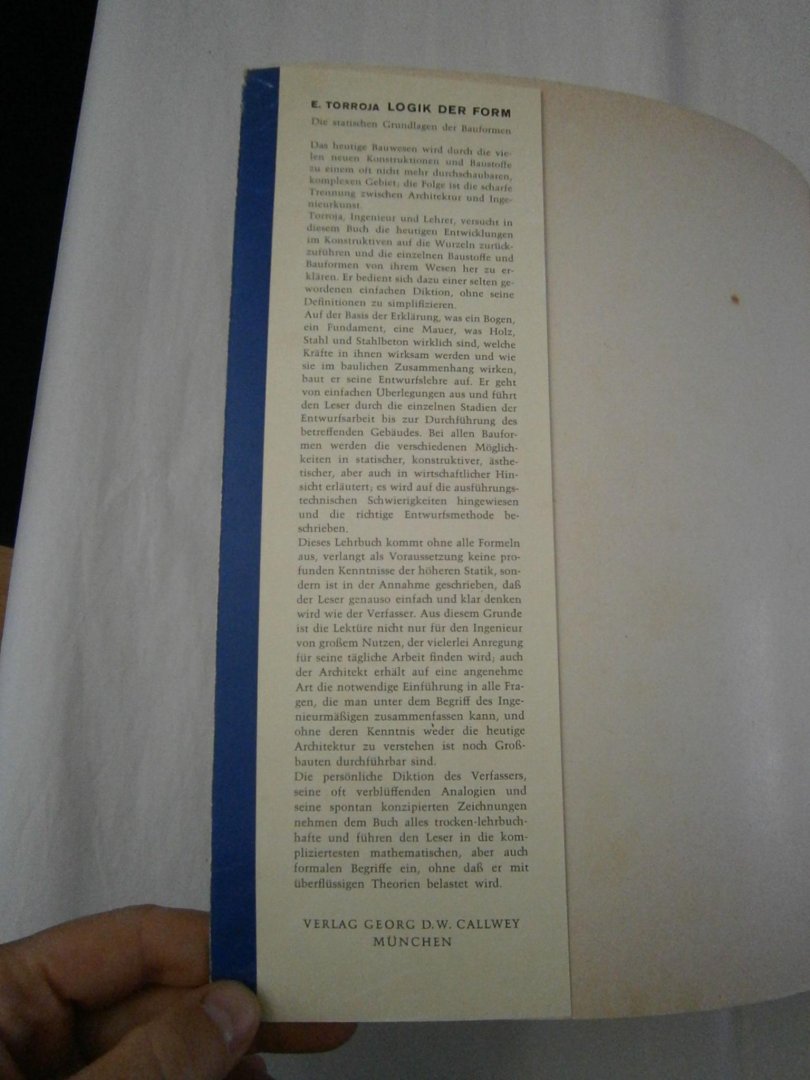 E. TORROJA LOGIK DER FORM
Die statischen Grundlagen der Bauformen
Das heutige Bauwesen wird durch die vie-
len neuen Konstruktionen und Baustoffe
zu einem oft nicht mehr durchschaubaren,
komplexen Gebiet; die Folge ist die scharfe
Trennung zwischen Architektur und Inge-
nieurkunst.
Torroja, Ingenieur und Lehrer, versucht in
diesem Buch die heutigen Entwicklungen
im Konstruktiven auf die Wurzeln zurück-
zuführen und die einzelnen Baustoffe und
Bauformen von ihrem Wesen her zu er-
klären. Er bedient sich dazu einer selten ge-
wordenen einfachen Diktion, ohne seine
Definitionen zu simplifizieren.
Auf der Basis der Erklärung, was ein Bogen,
ein Fundament, eine Mauer, was Holz,
Stahl und Stahlbeton wirklich sind, welche
Kräfte in ihnen wirksam werden und wie
sie im baulichen Zusammenhang wirken,
baut er seine Entwurfslehre auf. Er geht
von einfachen Überlegungen aus und führt
den Leser durch die einzelnen Stadien der
Entwurfsarbeit bis zur Durchführung des
betreffenden Gebäudes. Bei allen Baufor-
men werden die verschiedenen Möglich-
keiten in statischer, konstruktiver, ästhe-
tischer, aber auch in wirtschaftlicher Hin-
sicht erläutert; es wird auf die ausführungs-
technischen Schwierigkeiten hingewiesen
und die richtige Entwurfsmethode be-
schrieben.
Dieses Lehrbuch kommt ohne alle Formeln
aus, verlangt als Voraussetzung keine pro-
funden Kenntnisse der höheren Statik, son-
dern ist in der Annahme geschrieben, daß
der Leser genauso einfach und klar denken
wird wie der Verfasser. Aus diesem Grunde
ist die Lektüre nicht nur für den Ingenieur
von großem Nutzen, der vielerlei Anregung
für seine tägliche Arbeit finden wird; auch
der Architekt erhält auf eine angenehme
Art die notwendige Einführung in alle Fra-
gen, die man unter dem Begriff des Inge-
nieurmäßigen zusammenfassen kann, und
ohne deren Kenntnis weder die heutige
Architektur zu verstehen ist noch Groß-
bauten durchführbar sind.
Die persönliche Diktion des Verfassers,
seine oft verblüffenden Analogien und
seine spontan konzipierten Zeichnungen
nehmen dem Buch alles trocken-lehrbuch-
hafte und führen den Leser in die kom-
pliziertesten mathematischen, aber auch
formalen Begriffe ein, ohne daß er mit
überflüssigen Theorien belastet wird.
VERLAG GEORG D. W. CALLWEY
MÜNCHEN